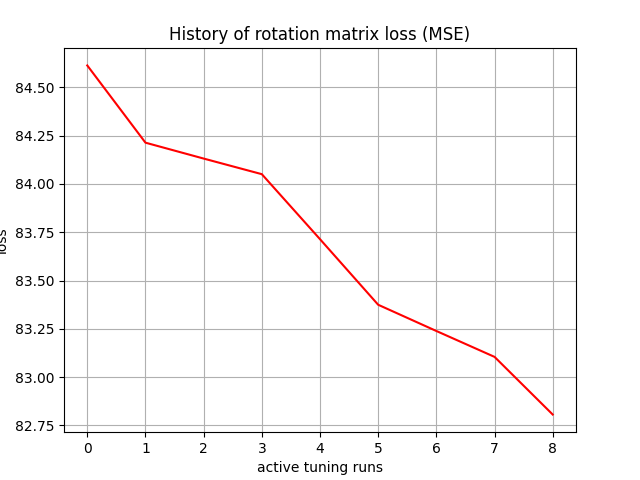 History of rotation matrix loss (MSE)
84.50
84.25
84.00
83.75
83.50
83.25
83.00
82.75
loss
0 1 2 3 4 5 6 7 8
active tuning runs